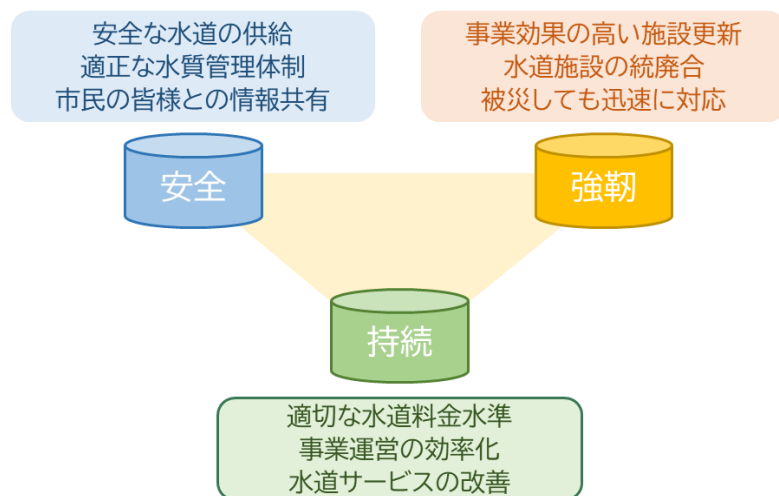 安全な水道の供給
適正な水質管理体制
市民の皆様との情報共有
安全
事業効果の高い施設更新
水道施設の統廃合
被災しても迅速に対応
強靭
持続
適切な水道料金水準
事業運営の効率化
水道サービスの改善